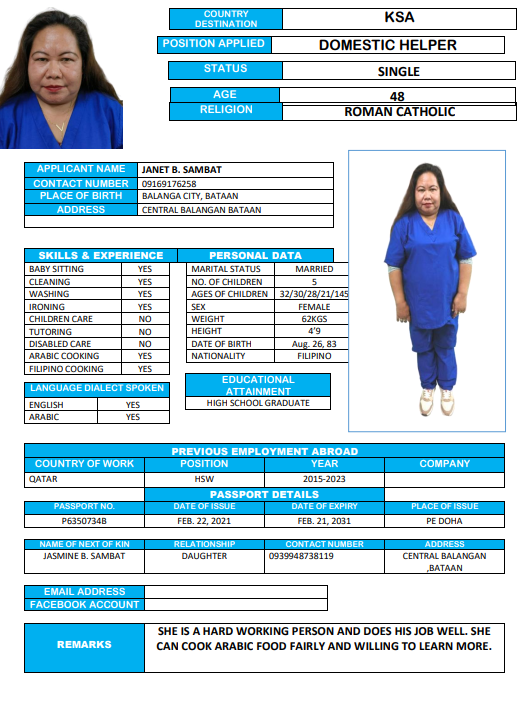 COUNTRY DESTINATION KSA
POSITION APPLIED DOMESTIC HELPER
STATUS SINGLE
AGE 48
RELIGION ROMAN CATHOLIC
APPLICANT NAME JANET B. SAMBAT
CONTACT NUMBER 09169176258
PLACE OF BIRTH BALANGA CITY, BATAAN
ADDRESS CENTRAL BALANGAN BATAAN
SKILLS & EXPERIENCE PERSONAL DATA
BABY SITTING YES MARITAL STATUS MARRIED
CLEANING YES NO. OF CHILDREN 5
WASHING YES AGES OF CHILDREN 32/30/28/21/145
IRONING YES SEX FEMALE
CHILDREN CARE NO WEIGHT 62KGS
TUTORING NO HEIGHT 4'9
DISABLED CARE NO DATE OF BIRTH Aug. 26, 83
ARABIC COOKING YES NATIONALITY FILIPINO
FILIPINO COOKING YES
EDUCATIONAL ATTAINMENT
LANGUAGE DIALECT SPOKEN
HIGH SCHOOL GRADUATE
ENGLISH YES
ARABIC YES
PREVIOUS EMPLOYMENT ABROAD
COUNTRY OF WORK POSITION YEAR COMPANY
QATAR HSW 2015-2023
PASSPORT DETAILS
PASSPORT NO. DATE OF ISSUE DATE OF EXPIRY PLACE OF ISSUE
P6350734B FEB. 22, 2021 FEB. 21, 2031 PE DOHA
NAME OF NEXT OF KIN RELATIONSHIP CONTACT NUMBER ADDRESS
JASMINE B. SAMBAT DAUGHTER 0939948738119 CENTRAL BALANGAN
,BATAAN
EMAIL ADDRESS
FACEBOOK ACCOUNT
REMARKS
SHE IS A HARD WORKING PERSON AND DOES HIS JOB WELL. SHE
CAN COOK ARABIC FOOD FAIRLY AND WILLING TO LEARN MORE.